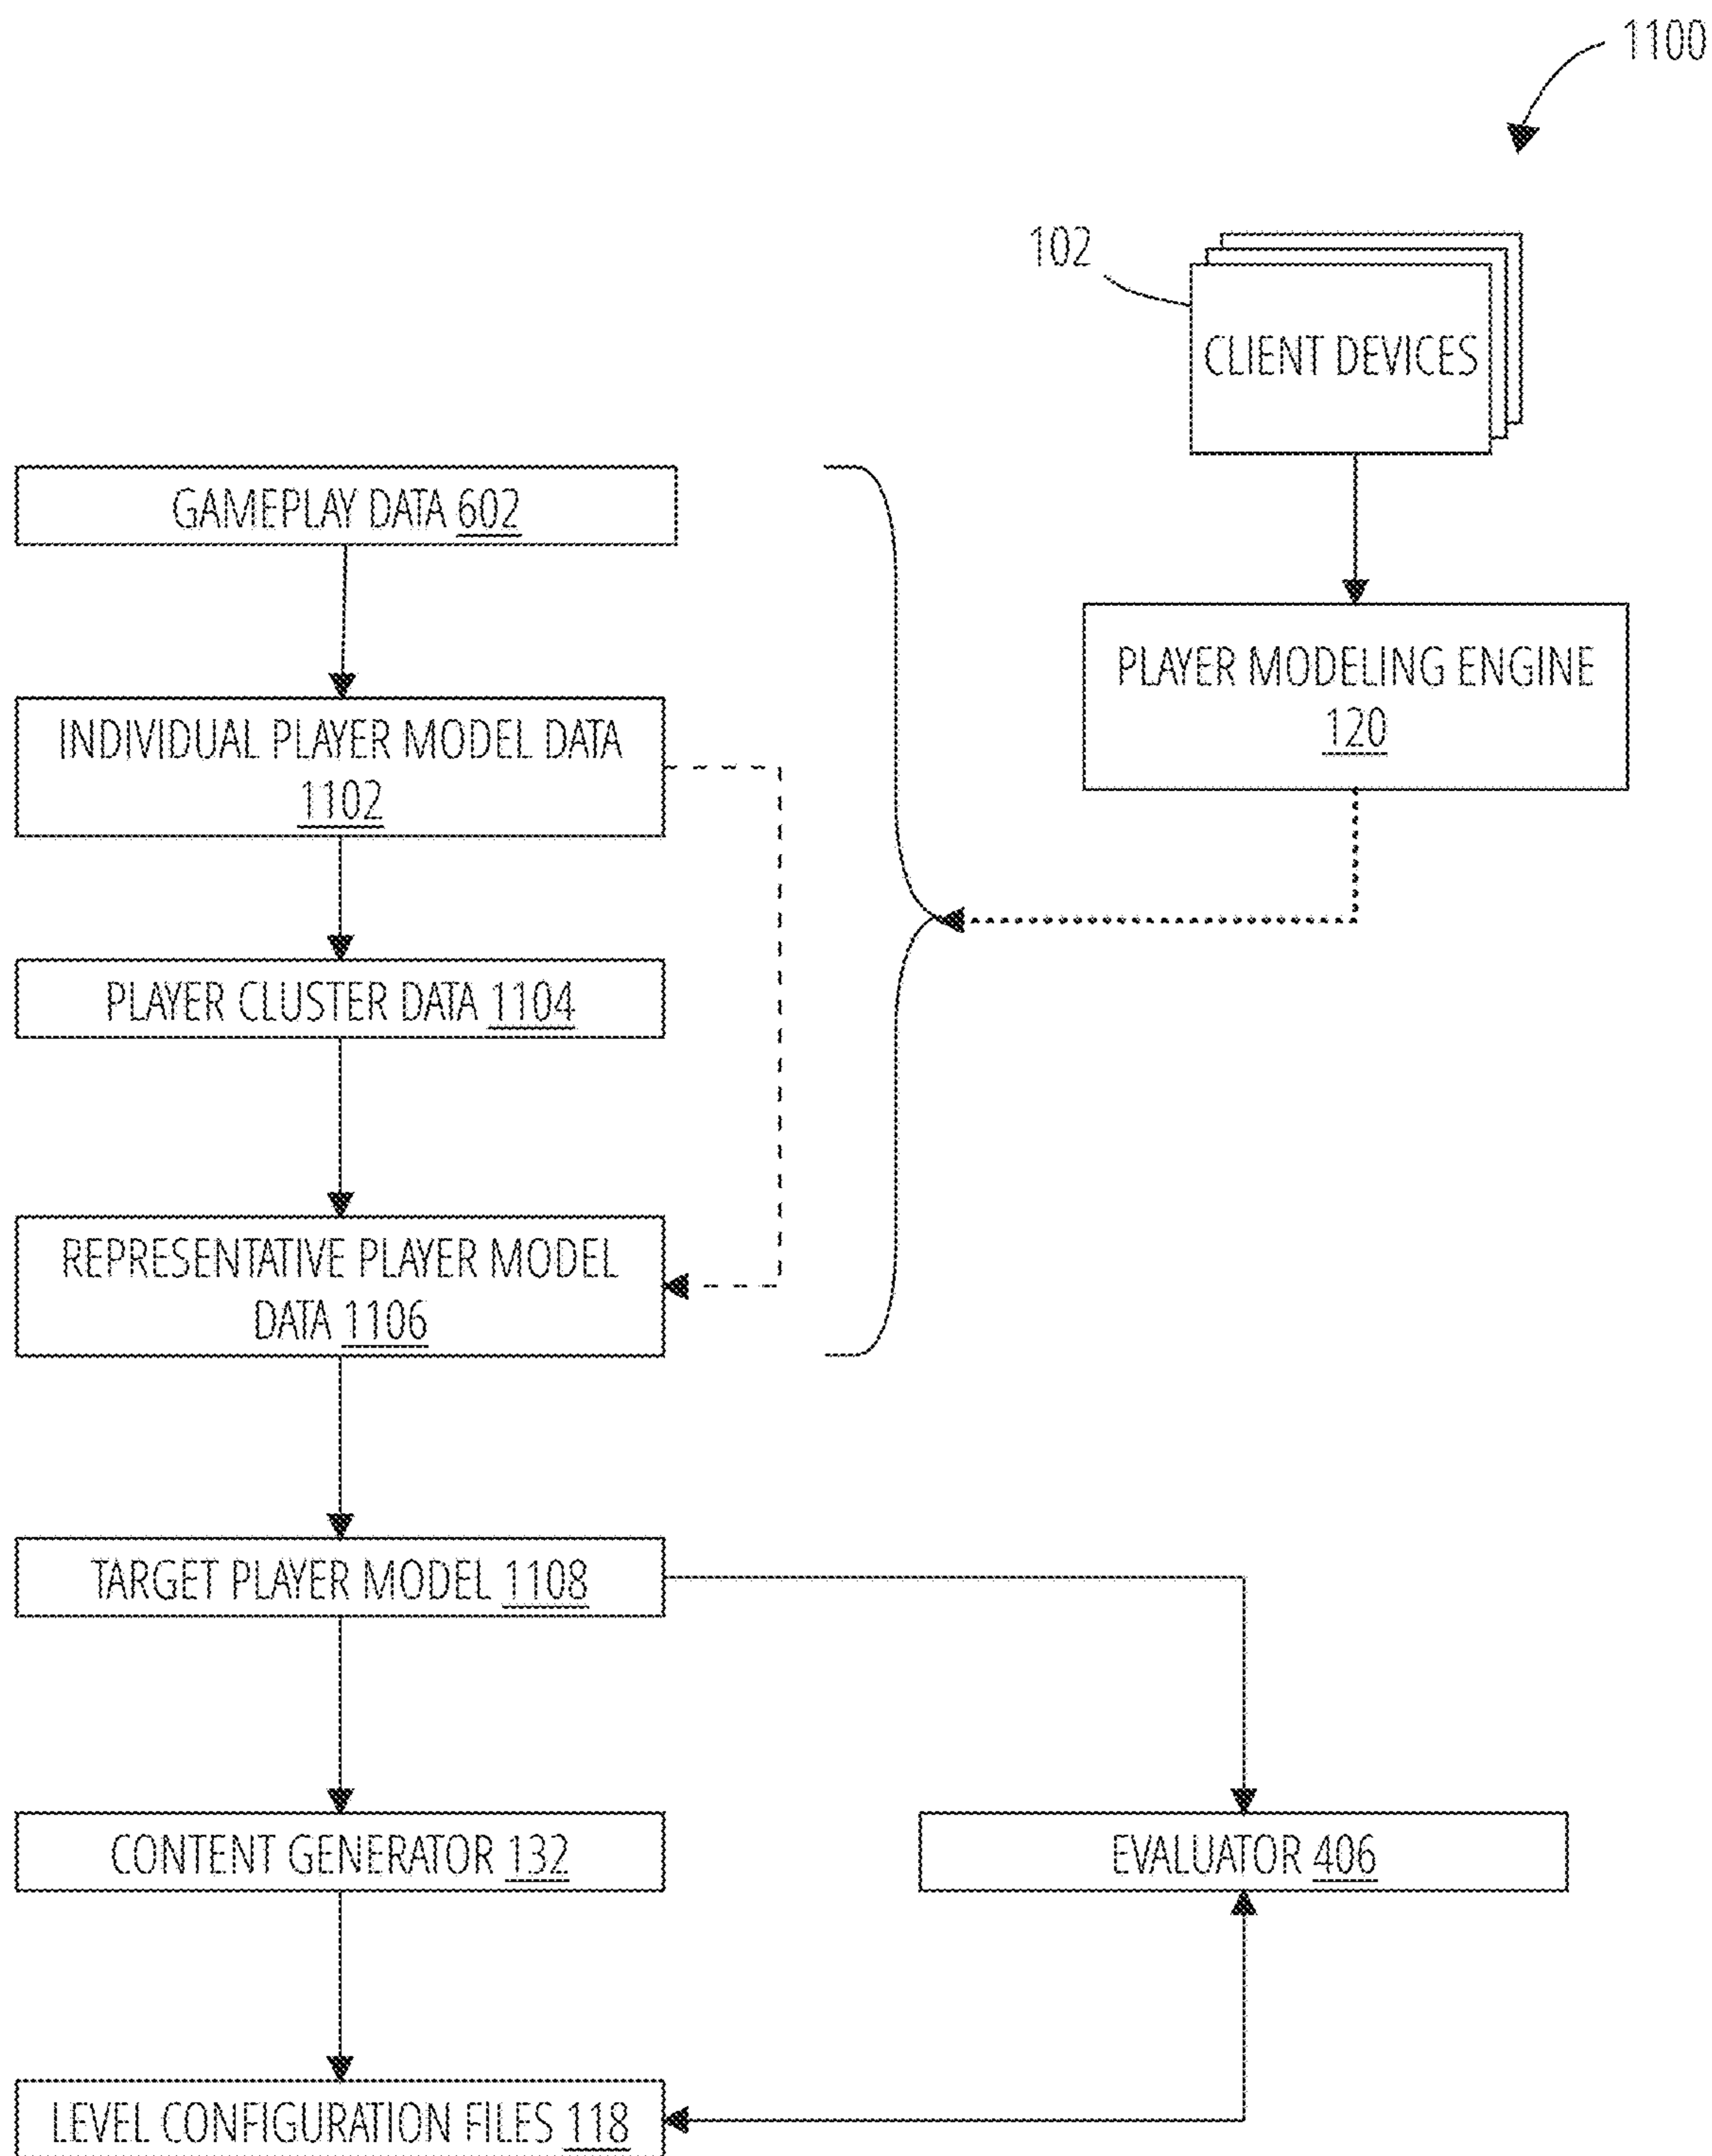 1100
102
CLIENT DEVICES
GAMEPLAY DATA 602
PLAYER MODELING ENGINE
120
INDIVIDUAL PLAYER MODEL DATA
1102
PLAYER CLUSTER DATA 1104
REPRESENTATIVE PLAYER MODEL
DATA 1106
TARGET PLAYER MODEL 1108
CONTENT GENERATOR 132
EVALUATOR 406
LEVEL CONFIGURATION FILES 118